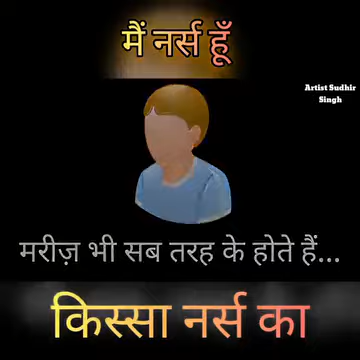 मैं नर्स हूँ
Artist Sudhir
Singh
मरीज़ भी सब तरह के होते हैं...
किस्सा नर्स का